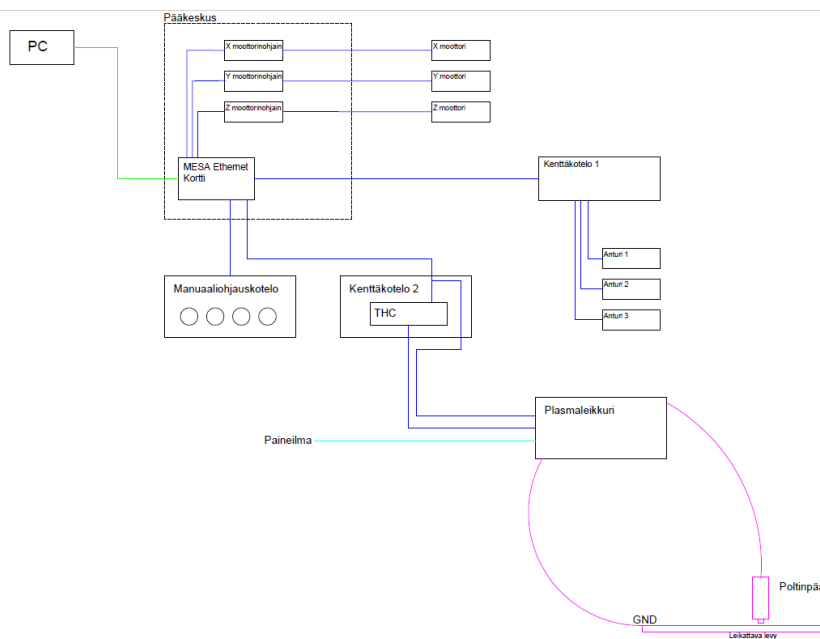 Pääkeskus
PC
X moottorinohjain
X moottori
Y moottorinohjain
Y moottori
Z moottorinohjain
Z moottori
MESA Ethernet
Kortti
Kenttäkotelo 1
Anturi 1
Anturi 2
Anturi 3
Manuaaliohjauskotelo
Kenttäkotelo 2
THC
Plasmaleikkuri
Paineilma
Poltinpää
GND
Leikattava levy